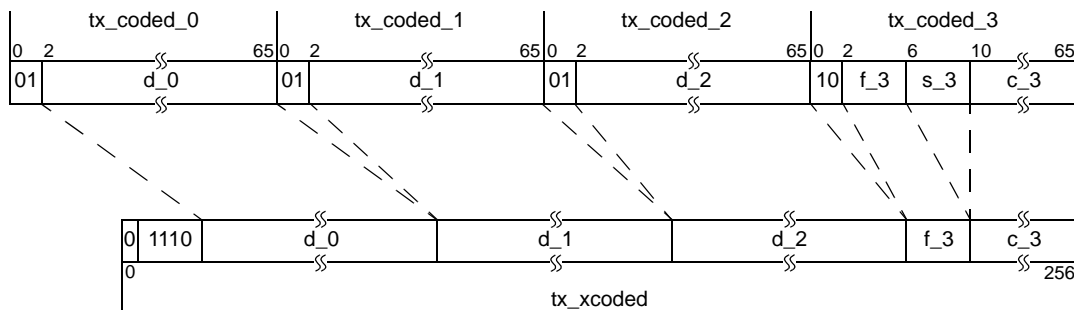 tx_coded_0 tx_coded_1 tx_coded_2 tx_coded_3
0 2 65 0 2 65 0 2 65 0 2 6 10 65
01 d_0 01 d_1 01 d_2 10 f_3 s_3 c_3
0 1110 d_0 d_1 d_2 f_3 c_3
0 256
tx_xcoded